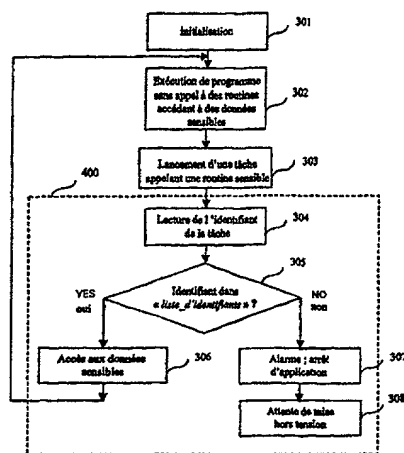 Initialisation
301
Exécution de programme
sans appel à des routines
accédant à des données
sensibles
302
Lancement d'une tâche
appelant une routine sensible
303
400
Lecture de l'identifiant
de la tâche
304
305
Identifiant dans
« liste_d'identifiants » ?
YES
oui
NO
non
Accès aux données
sensibles
306
Alarme ; arrêt
d'application
307
Attente de mise
hors tension
308